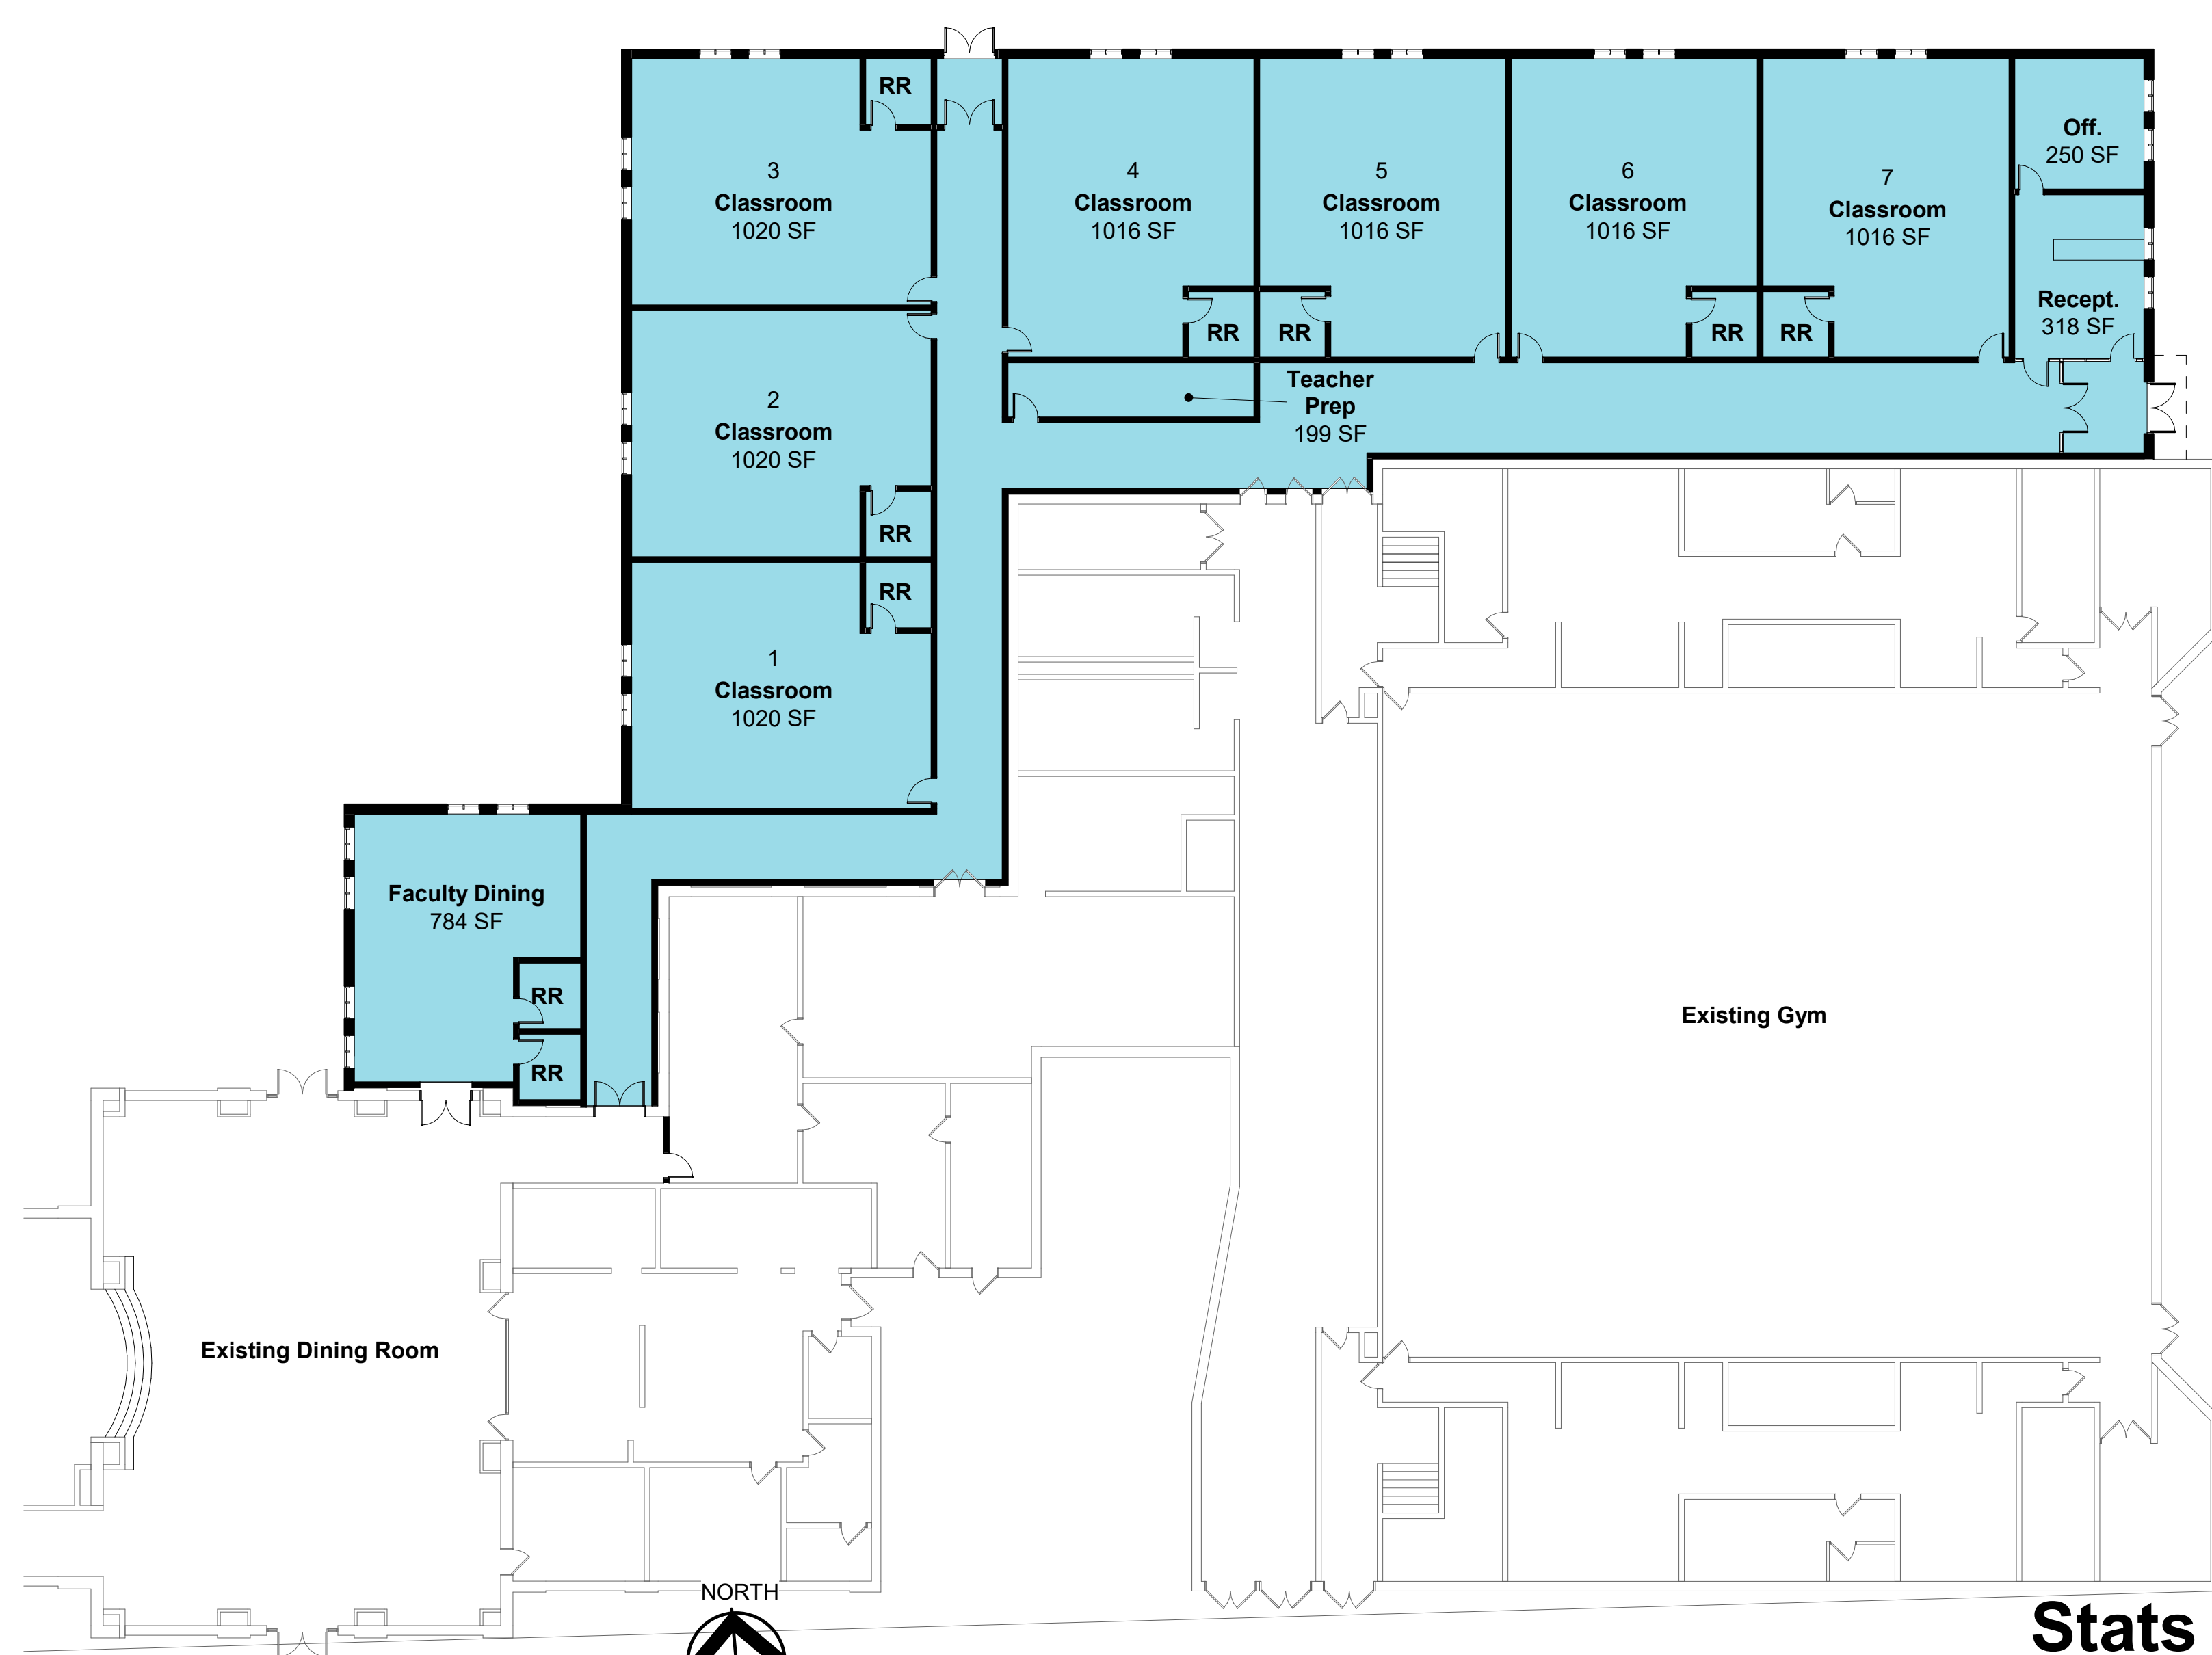 RR
Off.
250 SF
3
Classroom
1020 SF
4
Classroom
1016 SF
5
Classroom
1016 SF
6
Classroom
1016 SF
7
Classroom
1016 SF
Recept.
318 SF
RR
RR
RR
RR
Teacher
Prep
199 SF
2
Classroom
1020 SF
RR
RR
1
Classroom
1020 SF
Faculty Dining
784 SF
RR
RR
Existing Gym
Existing Dining Room
NORTH
Stats